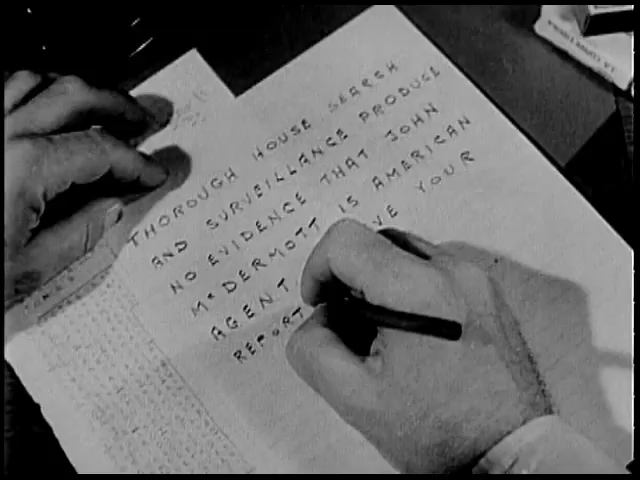 THOROUGH HOUSE SEARCH
AND SURVEILLANCE PRODUCE
NO EVIDENCE THAT JOHN
McDERMOTT IS AMERICAN
AGENT YOUR
REPORT